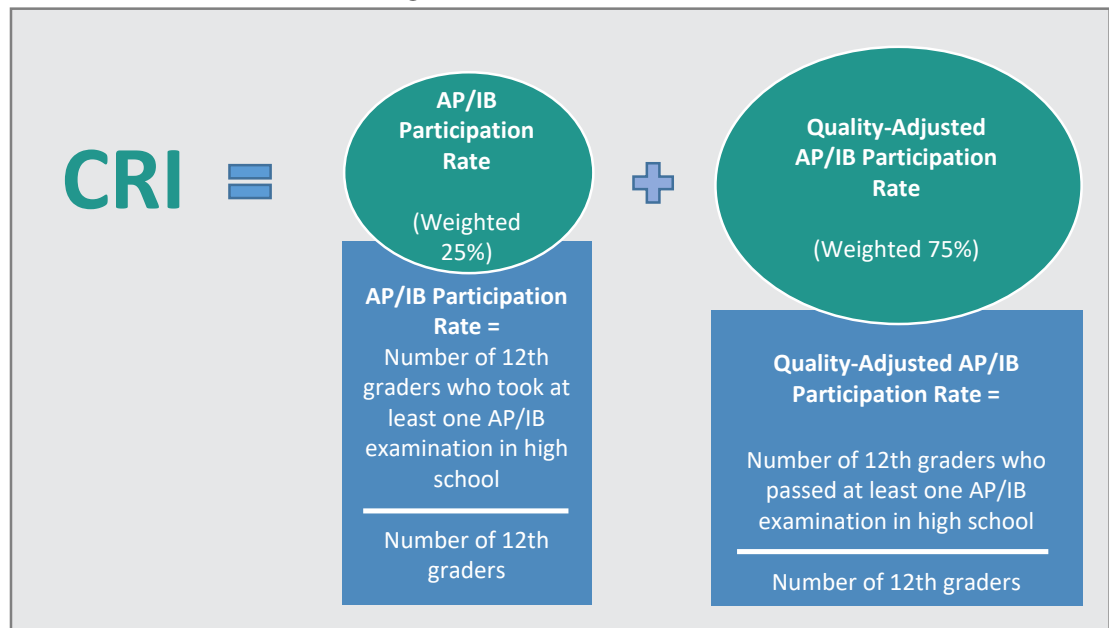 CRI
AP/IB
Participation
Rate
(Weighted
25%)
AP/IB Participation
Rate =
Number of 12th
graders who took at
least one AP/IB
examination in high
school
Number of 12th
graders
Quality-Adjusted
AP/IB Participation
Rate
(Weighted 75%)
Quality-Adjusted AP/IB
Participation Rate =
Number of 12th graders who
passed at least one AP/IB
examination in high school
Number of 12th graders